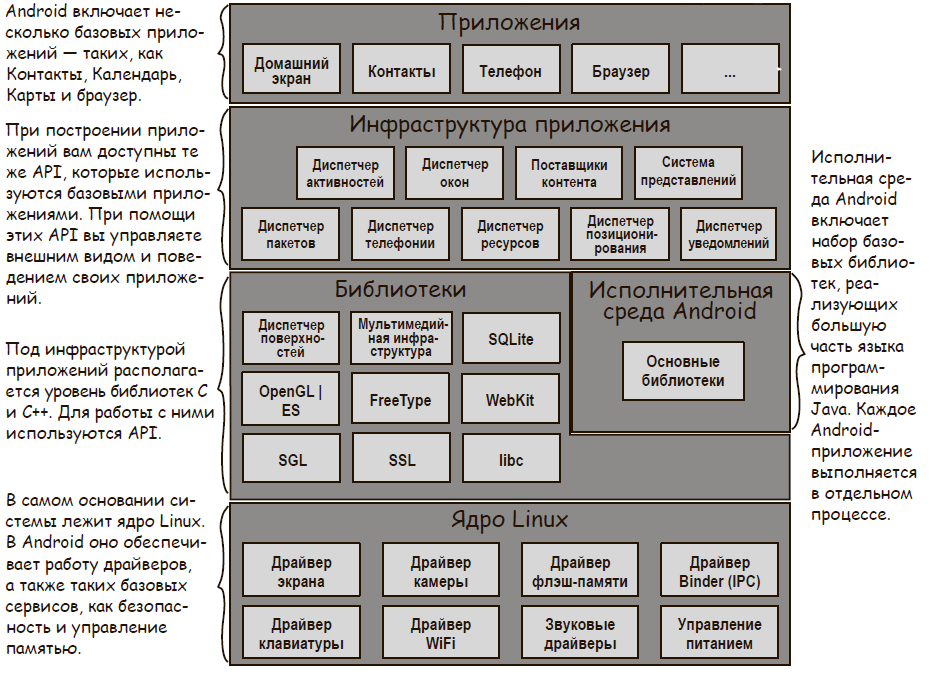 Android включает не-
сколько базовых прило-
жений — таких, как
Контакты, Календарь,
Карты и браузер.
Приложения
Домашний
экран
Контакты
Телефон
Браузер
...
При построении прило-
жений вам доступны те
же API, которые исполь-
зуются базовыми прило-
жениями. При помощи
этих API вы управляете
внешним видом и пове-
дением своих приложе-
ний.
Инфраструктура приложения
Диспетчер
активностей
Диспетчер
окон
Поставщики
контента
Система
представлений
Диспетчер
пакетов
Диспетчер
телефонии
Диспетчер
ресурсов
Диспетчер
позициони-
рования
Диспетчер
уведомлений
Под инфраструктурой
приложений располага-
ется уровень библиотек C
и C++. Для работы с ними
используются API.
Библиотеки
Диспетчер
поверхно-
стей
Мультимедий-
ная инфра-
структура
SQLite
OpenGL |
ES
FreeType
WebKit
SGL
SSL
libc
Исполнительная
среда Android
Основные
библиотеки
Исполни-
тельная сре-
да Android
включает
набор базо-
вых библио-
тек, реа-
лизующих
большую
часть языка
програм-
мирования
Java. Каждое
Android-
приложение
выполняется
в отдельном
процессе.
В самом основании си-
стемы лежит ядро Linux.
В Android оно обеспечи-
вает работу драйверов,
а также таких базовых
сервисов, как безопас-
ность и управление
памятью.
Ядро Linux
Драйвер
экрана
Драйвер
камеры
Драйвер
флэш-памяти
Драйвер
Binder (IPC)
Драйвер
клавиатуры
Драйвер
WiFi
Звуковые
драйверы
Управление
питанием